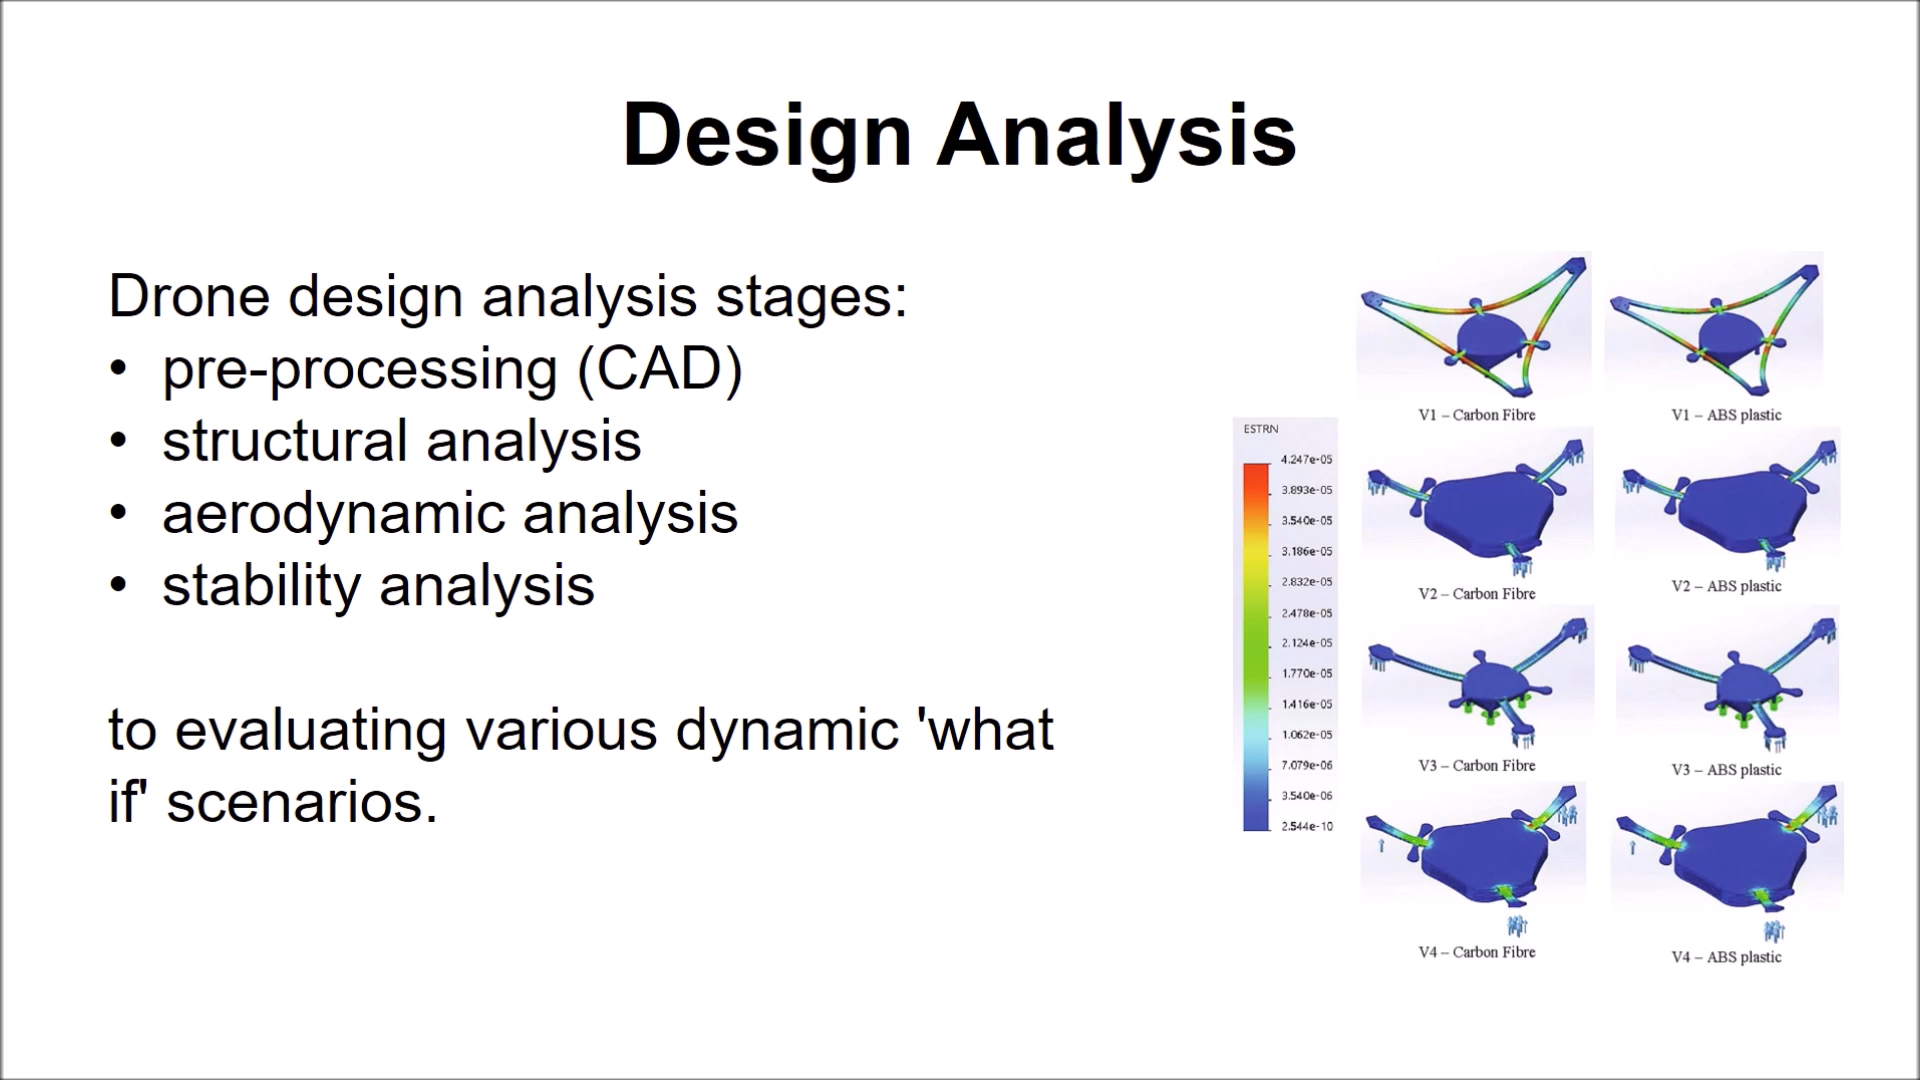 Design Analysis
Drone design analysis stages:
• pre-processing (CAD)
• structural analysis
• aerodynamic analysis
• stability analysis
to evaluating various dynamic 'what
if' scenarios.
ESTRN
4.247e-05
3.893e-05
3.540e-05
3.186e-05
2.832e-05
2.478e-05
2.124e-05
1.770e-05
1.416e-05
1.062e-05
7.079e-06
3.540e-06
2.544e-10
V1 – Carbon Fibre
V1 – ABS plastic
V2 – Carbon Fibre
V2 – ABS plastic
V3 – Carbon Fibre
V3 – ABS plastic
V4 – Carbon Fibre
V4 – ABS plastic